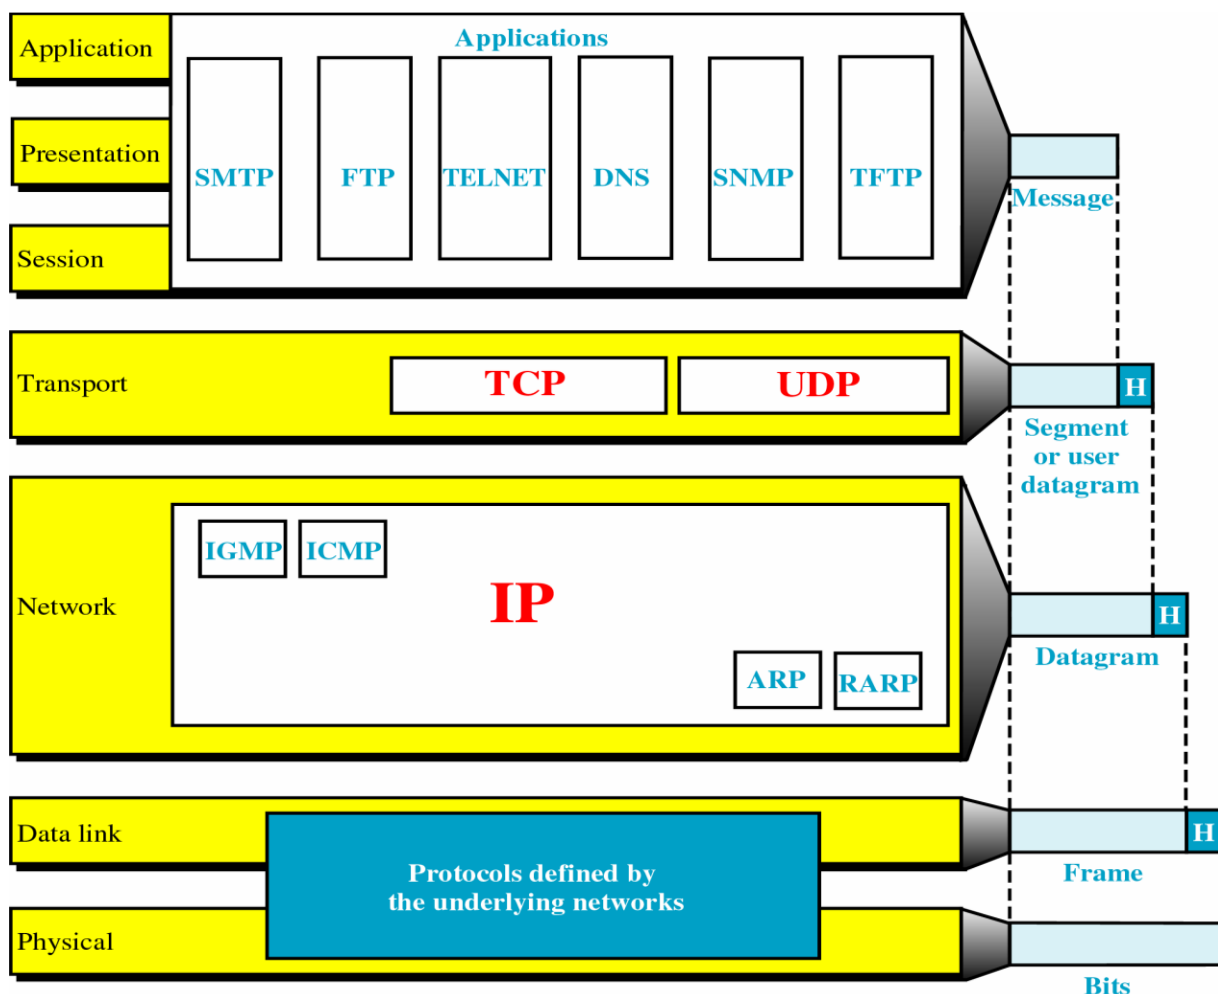 Application
Applications
Presentation
SMTP
FTP
TELNET
DNS
SNMP
TFTP
Message
Session
Transport
TCP
UDP
H
Segment
or user
datagram
Network
IGMP
ICMP
IP
ARP
RARP
H
Datagram
Data link
Protocols defined by
the underlying networks
H
Frame
Physical
Bits